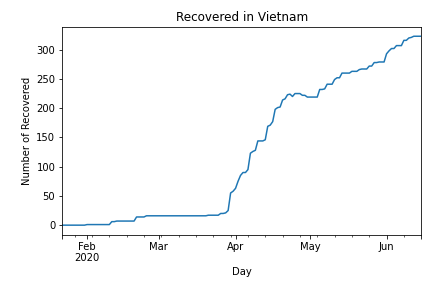 Recovered in Vietnam
Number of Recovered
300
250
200
150
100
50
0
Feb
2020
Mar
Apr
May
Jun
Day